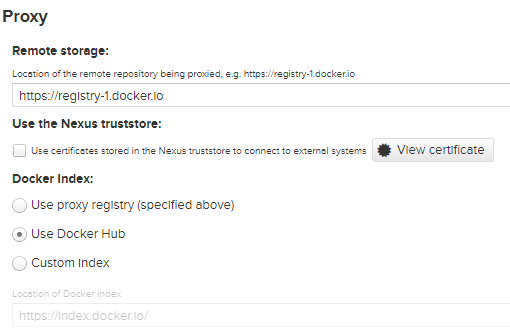 Proxy
Remote storage:
Location of the remote repository being proxied, e.g. https://registry-1.docker.io
https://registry-1.docker.io
Use the Nexus truststore:
Use certificates stored in the Nexus truststore to connect to external systems View certificate
Docker Index:
Use proxy registry (specified above)
Use Docker Hub
Custom Index
Location of Docker index
https://index.docker.io/